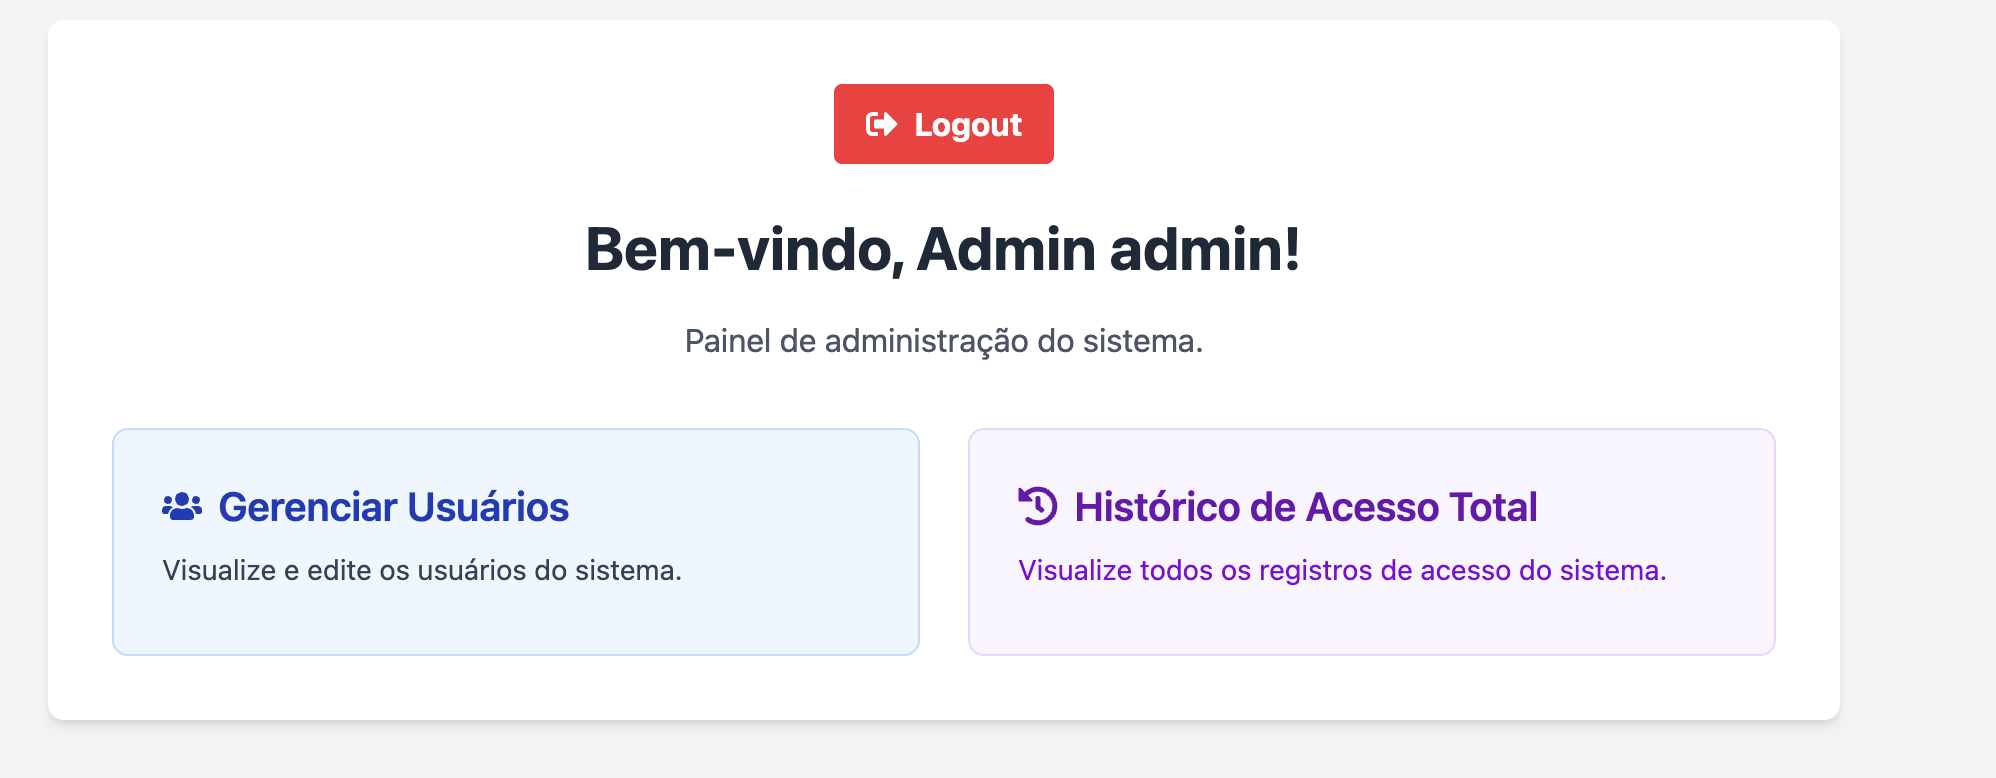 Logout
Bem-vindo, Admin admin!
Painel de administração do sistema.
Gerenciar Usuários
Visualize e edite os usuários do sistema.
Histórico de Acesso Total
Visualize todos os registros de acesso do sistema.